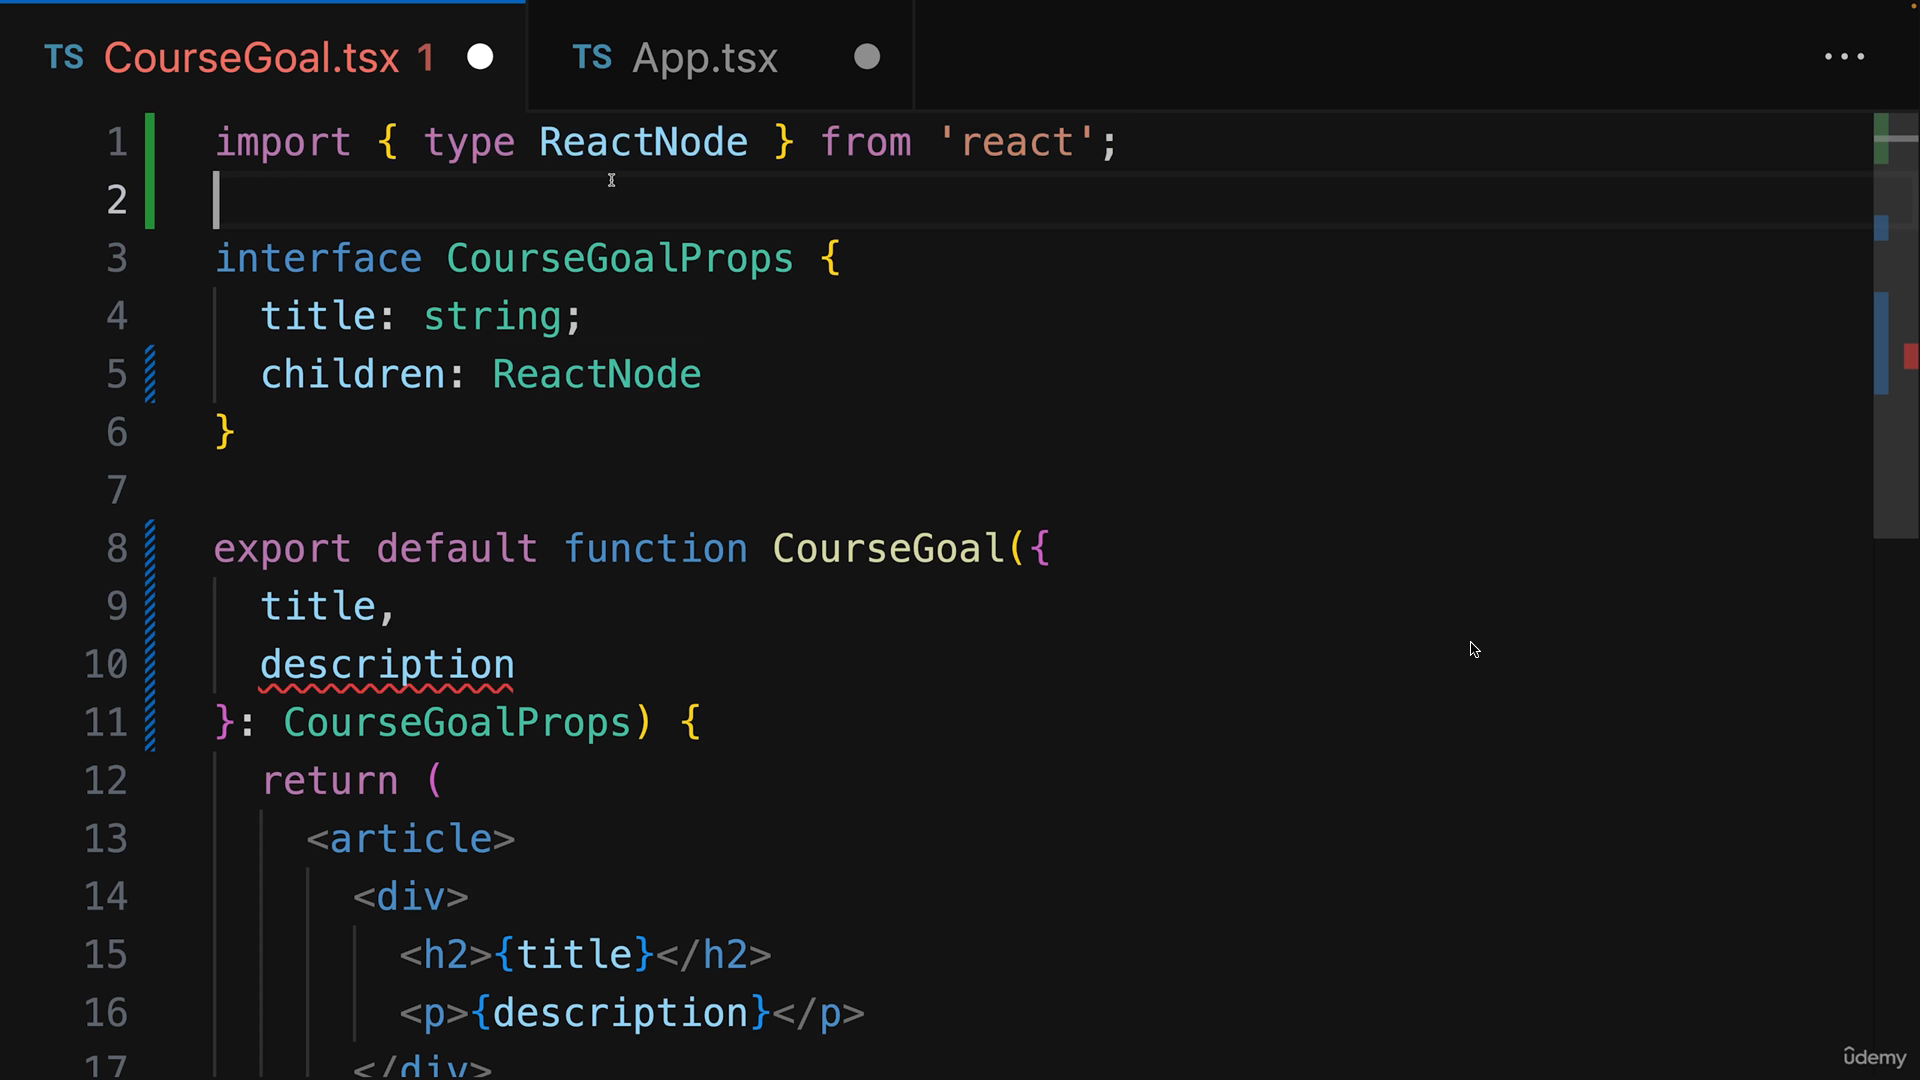 TS CourseGoal.tsx 1 TS App.tsx ...
1 import { type ReactNode } from 'react';
2
3 interface CourseGoalProps {
4 title: string;
5 children: ReactNode
6 }
7
8 export default function CourseGoal({
9 title,
10 description
11 }: CourseGoalProps) {
12 return (
13 <article>
14 <div>
15 <h2>{title}</h2>
16 <p>{description}</p>
17 </div>
ûdemy